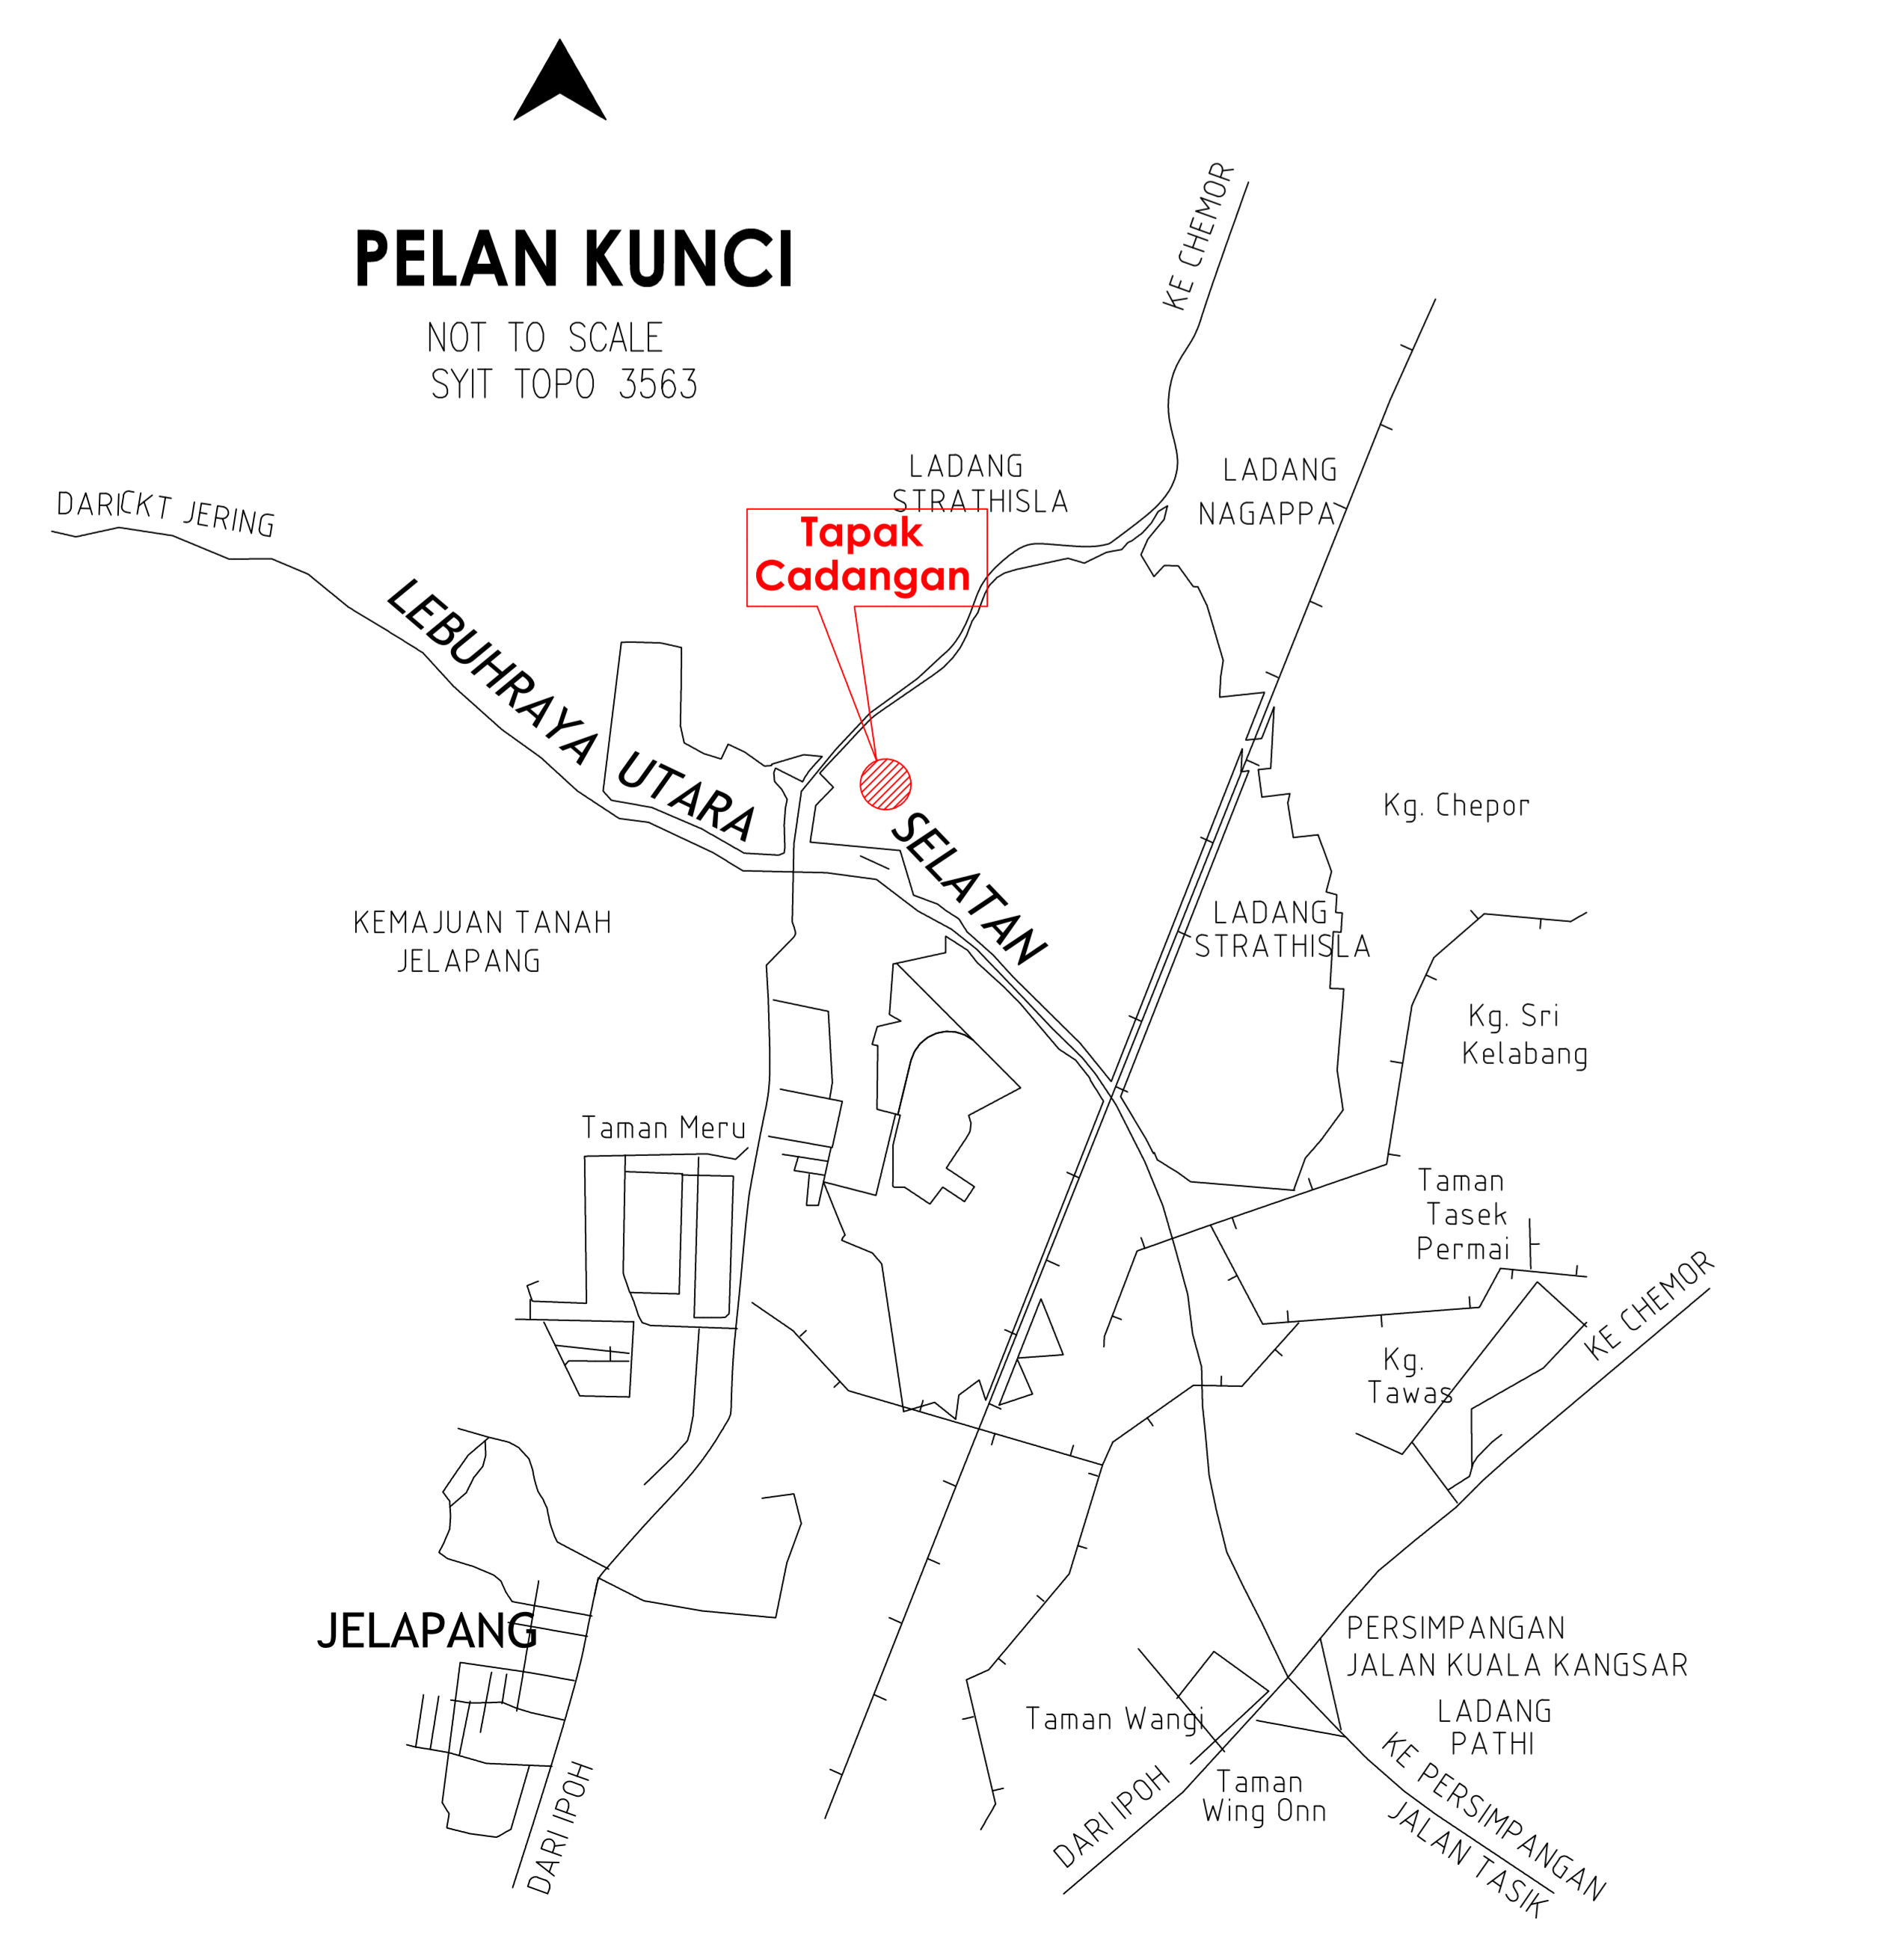 PELAN KUNCI
NOT TO SCALE
SYIT TOPO 3563
KE CHEMOR
LADANG
STRATHISLA
LADANG
NAGAPPA
DARICKT JERING
Tapak
Cadangan
LEBUHRAYA UTARA SELATAN
Kg. Chepor
KEMAJUAN TANAH
JELAPANG
LADANG
STRATHISLA
Kg. Sri
Kelabang
Taman Meru
Taman
Tasek
Permai
KE CHEMOR
Kg.
Tawas
JELAPANG
PERSIMPANGAN
JALAN KUALA KANGSAR
LADANG
PATHI
Taman Wangi
Taman
Wing Onn
DARI IPOH
DARI IPOH
KE PERSIMPANGAN
JALAN TASIK